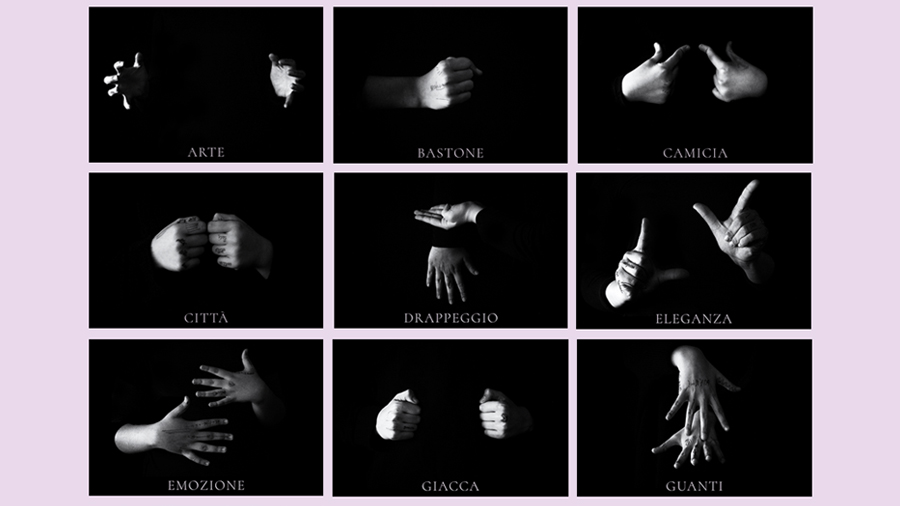 ARTE
BASTONE
CAMICIA
CITTÀ
DRAPPEGGIO
ELEGANZA
EMOZIONE
GIACCA
GUANTI